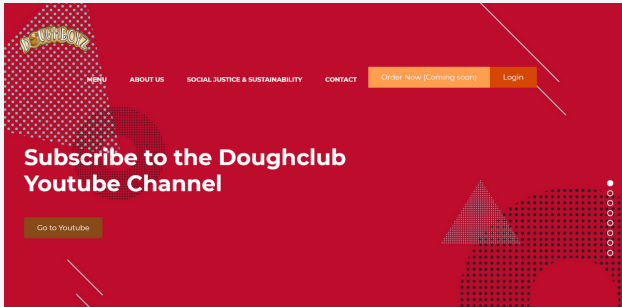 DOUGHBOYZ
MENU ABOUT US SOCIAL JUSTICE & SUSTAINABILITY CONTACT Order Now (Coming soon) Login
Subscribe to the Doughclub
Youtube Channel
Go to Youtube